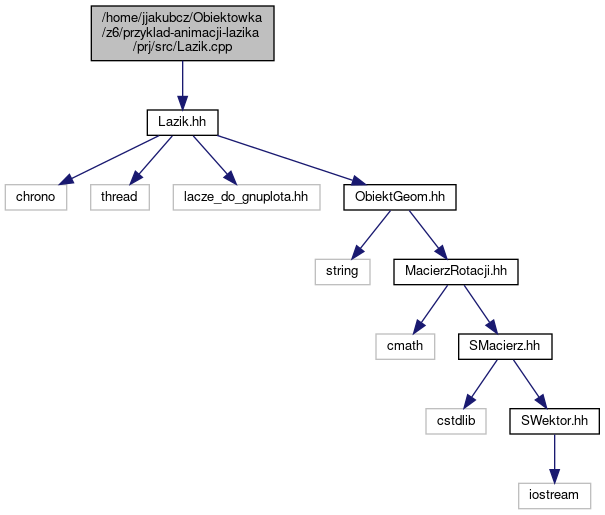 /home/jjakubcz/Obiektowka
/z6/przyklad-animacji-lazika
/prj/src/Lazik.cpp
Lazik.hh
chrono
thread
lacze_do_gnuplota.hh
ObiektGeom.hh
string
MacierzRotacji.hh
cmath
SMacierz.hh
cstdlib
SWektor.hh
iostream